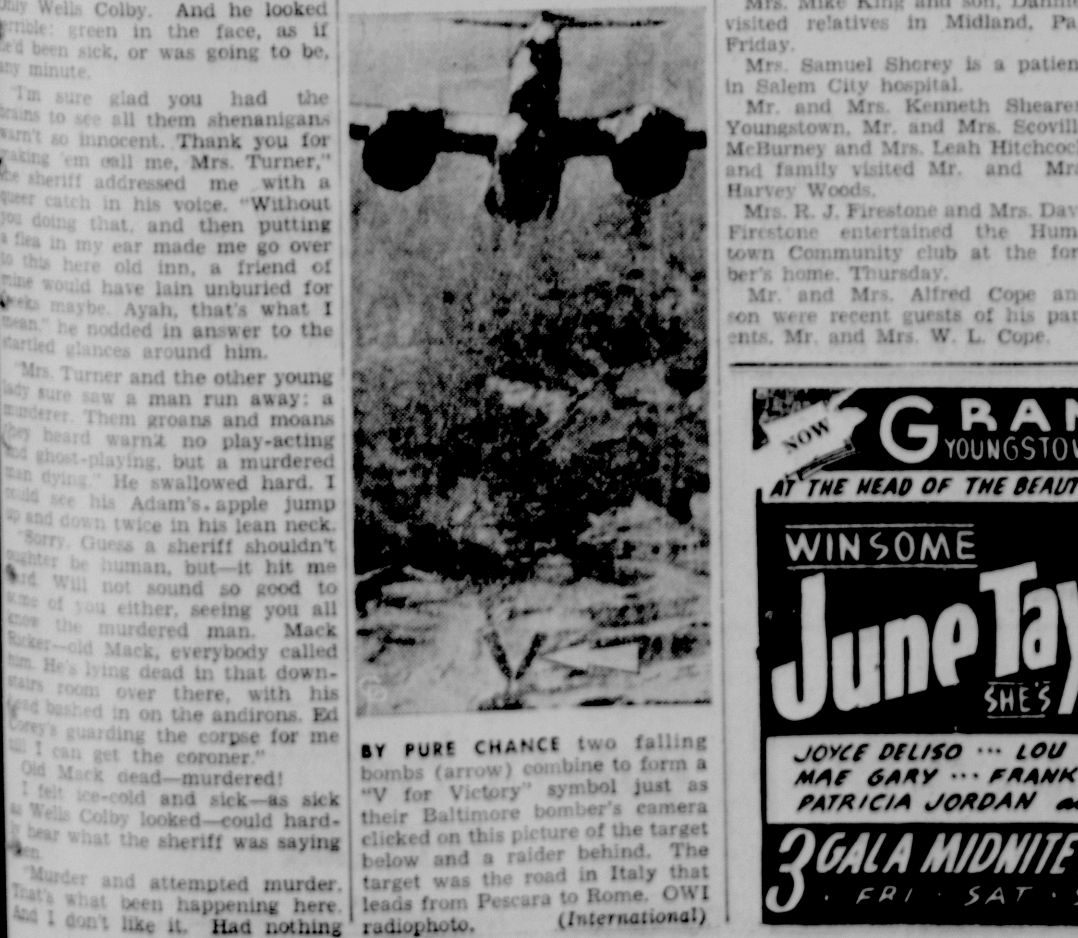 only Wells Colby. And he looked
terrible: green in the face, as if
he'd been sick, or was going to be,
any minute.
"I'm sure glad you had the
brains to see all them shenanigans
warn't so innocent. Thank you for
making 'em call me, Mrs. Turner,"
the sheriff addressed me with a
queer catch in his voice. "Without
you doing that, and then putting
a flea in my ear made me go over
to this here old inn, a friend of
mine would have lain unburied for
weeks maybe. Ayah, that's what I
mean," he nodded in answer to the
startled glances around him.
"Mrs. Turner and the other young
lady sure saw a man run away: a
murderer. Them groans and moans
they heard warn't no play-acting
and ghost-playing, but a murdered
man dying." He swallowed hard. I
could see his Adam's apple jump
up and down twice in his lean neck.
"Sorry. Guess a sheriff shouldn't
oughter be human, but—it hit me
hard. Will not sound so good to
some of you either, seeing you all
know the murdered man. Mack
Ricker—old Mack, everybody called
him. He's lying dead in that down-
stairs room over there, with his
head bashed in on the andirons. Ed
Corey's guarding the corpse for me
till I can get the coroner."
Old Mack dead—murdered!
I felt ice-cold and sick—as sick
as Wells Colby looked—could hard-
ly hear what the sheriff was saying
then.
"Murder and attempted murder.
That's what been happening here.
And I don't like it. Had nothing
BY PURE CHANCE two falling
bombs (arrow) combine to form a
"V for Victory" symbol just as
their Baltimore bomber's camera
clicked on this picture of the target
below and a raider behind. The
target was the road in Italy that
leads from Pescara to Rome. OWI
radiophoto. (International)
Mrs. Mike King and son,
visited relatives in Midland, Pa
Friday.
Mrs. Samuel Shorey is a patien
in Salem City hospital.
Mr. and Mrs. Kenneth Shearer
Youngstown, Mr. and Mrs. Scovill
McBurney and Mrs. Leah Hitchcoc
and family visited Mr. and Mrs
Harvey Woods.
Mrs. R. J. Firestone and Mrs. Dav
Firestone entertained the Hum
town Community club at the for
ber's home, Thursday.
Mr. and Mrs. Alfred Cope an
son were recent guests of his par
ents, Mr. and Mrs. W. L. Cope.
NOW
GRAN
YOUNGSTOW
AT THE HEAD OF THE BEAUT
WINSOME
June Tay
SHE'S
JOYCE DELISO ··· LOU
MAE GARY ··· FRANK
PATRICIA JORDAN
3 GALA MIDNITE
· FRI · SAT ·